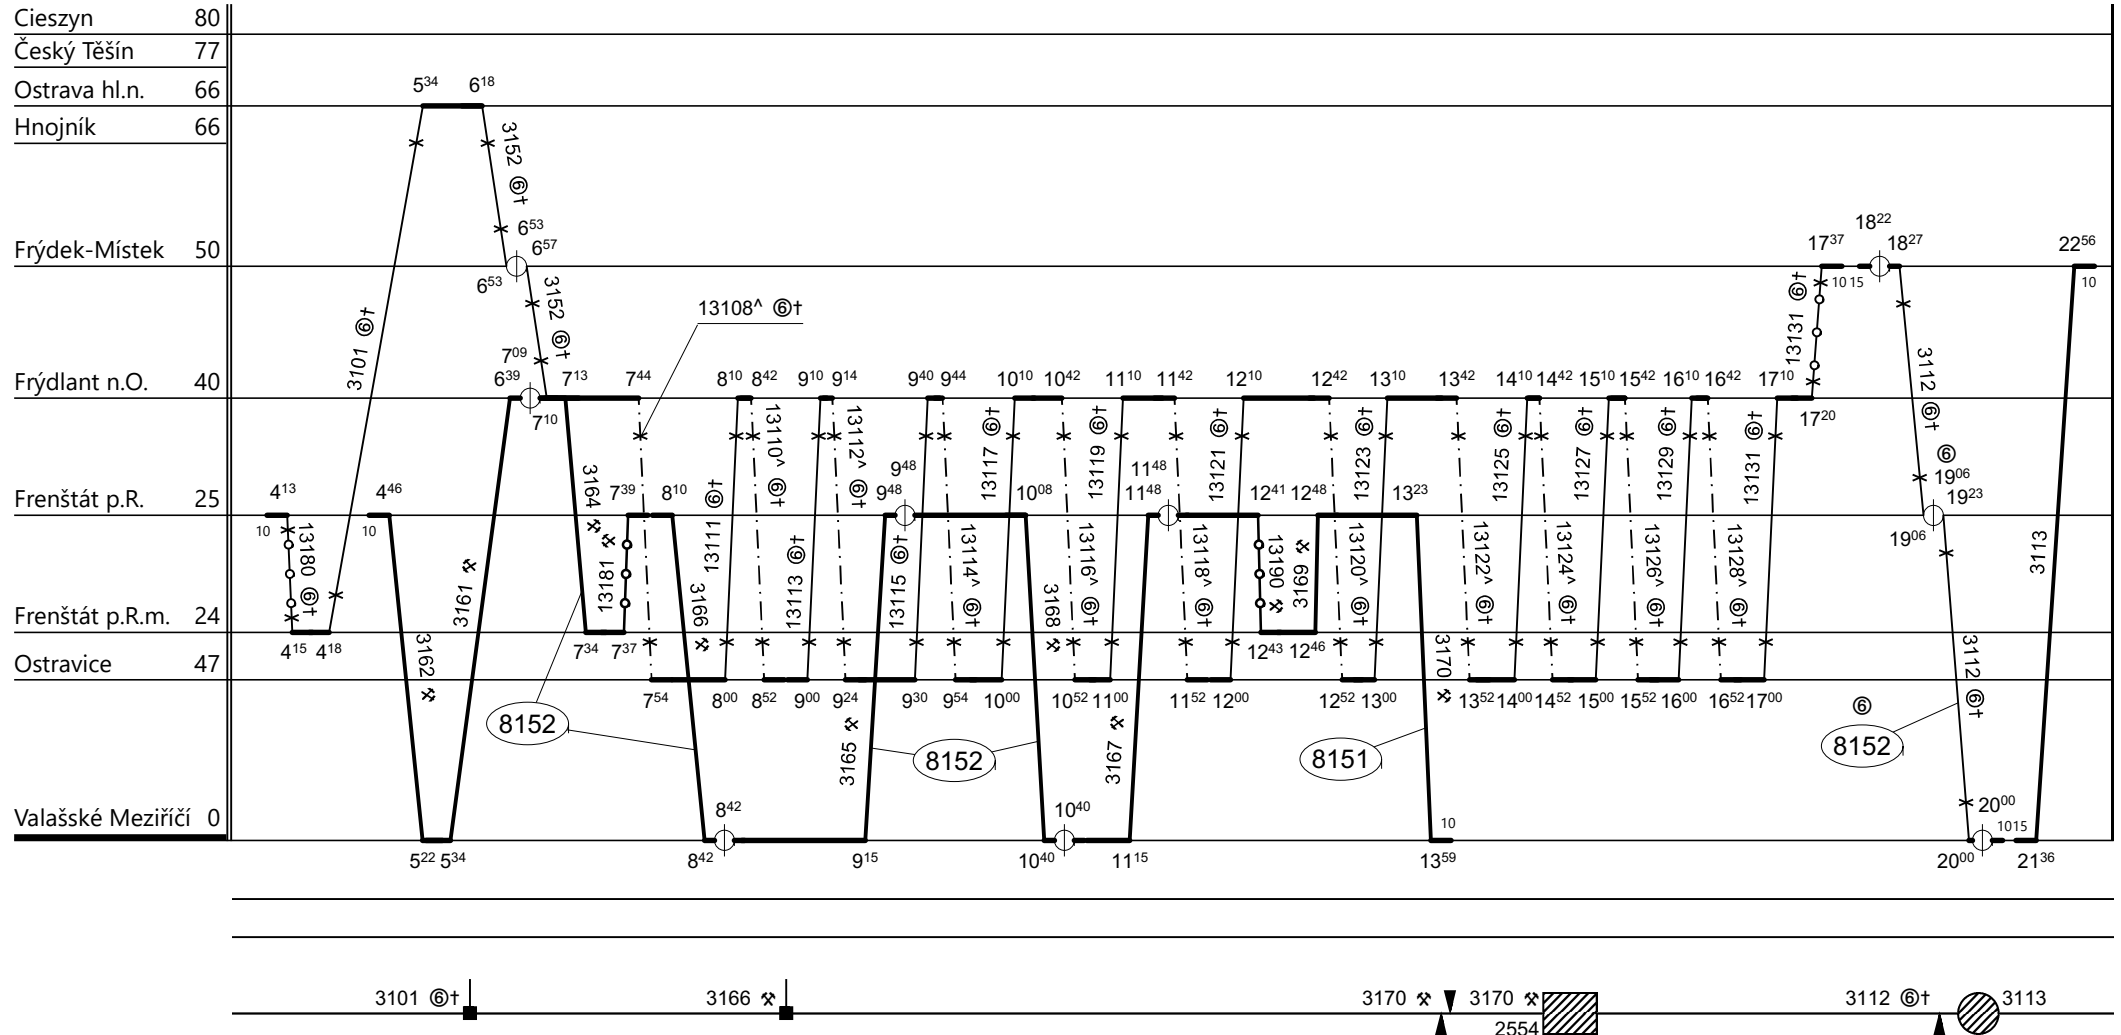 Cieszyn 80
Český Těšín 77
Ostrava hl.n. 66
Hnojník 66
Frýdek-Místek 50
Frýdlant n.O. 40
Frenštát p.R. 25
Frenštát p.R.m. 24
Ostravice 47
Valašské Meziříčí 0
5³⁴ 6¹⁸
3152 ⑥†
18²²
6⁵³
6⁵⁷ 17³⁷ 18²⁷ 22⁵⁶
6⁵³ 10 15 10
3101 ⑥†
3152 ⑥†
13108^ ⑥†
13131 ⑥†
3112 ⑥†
7⁰⁹
6³⁹ 7¹³ 7⁴⁴ 8¹⁰ 8⁴² 9¹⁰ 9¹⁴ 9⁴⁰ 9⁴⁴ 10¹⁰ 10⁴² 11¹⁰ 11⁴² 12¹⁰ 12⁴² 13¹⁰ 13⁴² 14¹⁰ 14⁴² 15¹⁰ 15⁴² 16¹⁰ 16⁴² 17¹⁰
7¹⁰ 17²⁰
13110^ ⑥†
13112^ ⑥†
13117 ⑥†
13119 ⑥†
13121 ⑥†
13123 ⑥†
13125 ⑥†
13127 ⑥†
13129 ⑥†
13131 ⑥†
⑥
9⁴⁸ 11⁴⁸ 19⁰⁶
4¹³ 4⁴⁶ 7³⁹ 8¹⁰ 9⁴⁸ 10⁰⁸ 11⁴⁸ 12⁴¹ 12⁴⁸ 13²³ 19²³
10 10 19⁰⁶
13180 ⑥†
3162 ⚒
3161 ⚒
3164 ⚒
13181 ⚒
3166 ⚒
13111 ⑥†
13113 ⑥†
3165 ⚒
13115 ⑥†
13114^ ⑥†
3168 ⚒
13116^ ⑥†
3167 ⚒
13118^ ⑥†
13190 ⚒
3169 ⚒
13120^ ⑥†
3170 ⚒
13122^ ⑥†
13124^ ⑥†
13126^ ⑥†
13128^ ⑥†
3112 ⑥†
3113
4¹⁵ 4¹⁸ 7³⁴ 7³⁷ 12⁴³ 12⁴⁶
7⁵⁴ 8⁰⁰ 8⁵² 9⁰⁰ 9²⁴ 9³⁰ 9⁵⁴ 10⁰⁰ 10⁵² 11⁰⁰ 11⁵² 12⁰⁰ 12⁵² 13⁰⁰ 13⁵² 14⁰⁰ 14⁵² 15⁰⁰ 15⁵² 16⁰⁰ 16⁵² 17⁰⁰
⑥
8152 8152 8151 8152
8⁴² 10⁴⁰ 10 20⁰⁰
10 15
5²² 5³⁴ 8⁴² 9¹⁵ 10⁴⁰ 11¹⁵ 13⁵⁹ 20⁰⁰ 21³⁶
3101 ⑥† 3166 ⚒ 3170 ⚒ 3170 ⚒ 3112 ⑥† 3113
2554